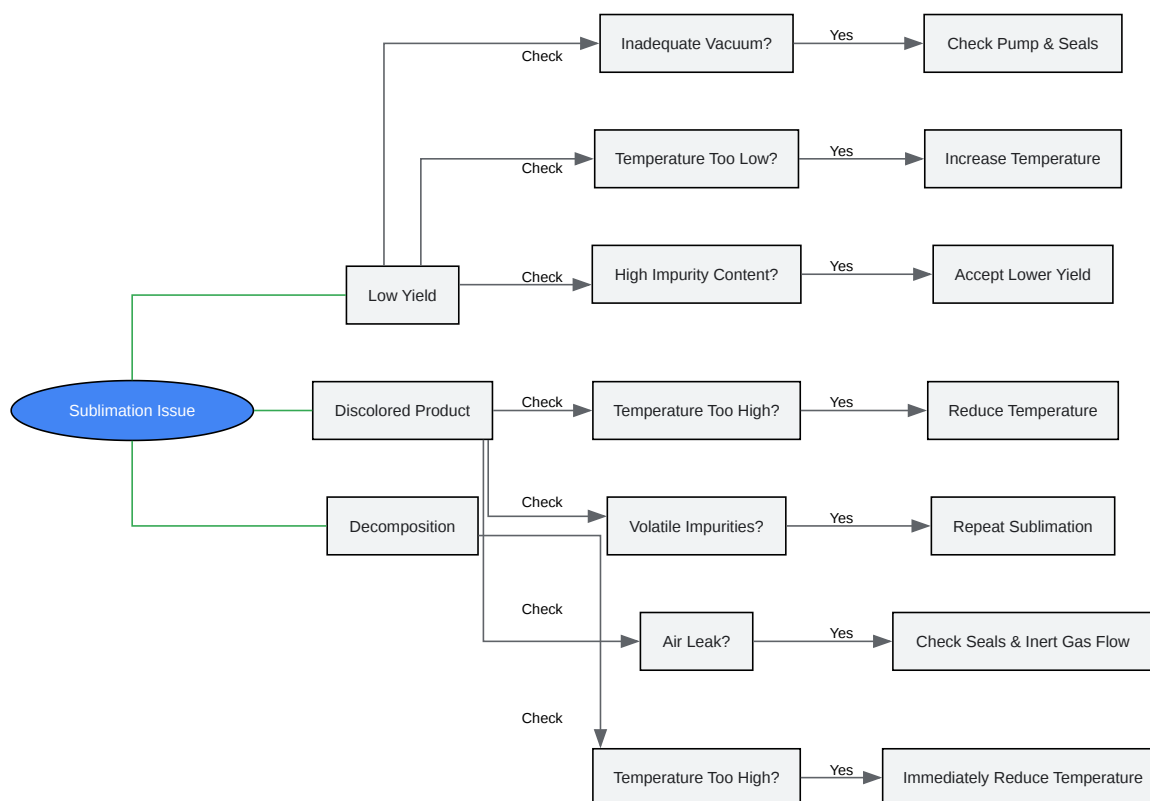 Inadequate Vacuum?
Yes
Check Pump & Seals
Check
Temperature Too Low?
Yes
Increase Temperature
Check
High Impurity Content?
Yes
Accept Lower Yield
Check
Low Yield
Sublimation Issue
Discolored Product
Check
Temperature Too High?
Yes
Reduce Temperature
Check
Decomposition
Volatile Impurities?
Yes
Repeat Sublimation
Check
Air Leak?
Yes
Check Seals & Inert Gas Flow
Check
Temperature Too High?
Yes
Immediately Reduce Temperature